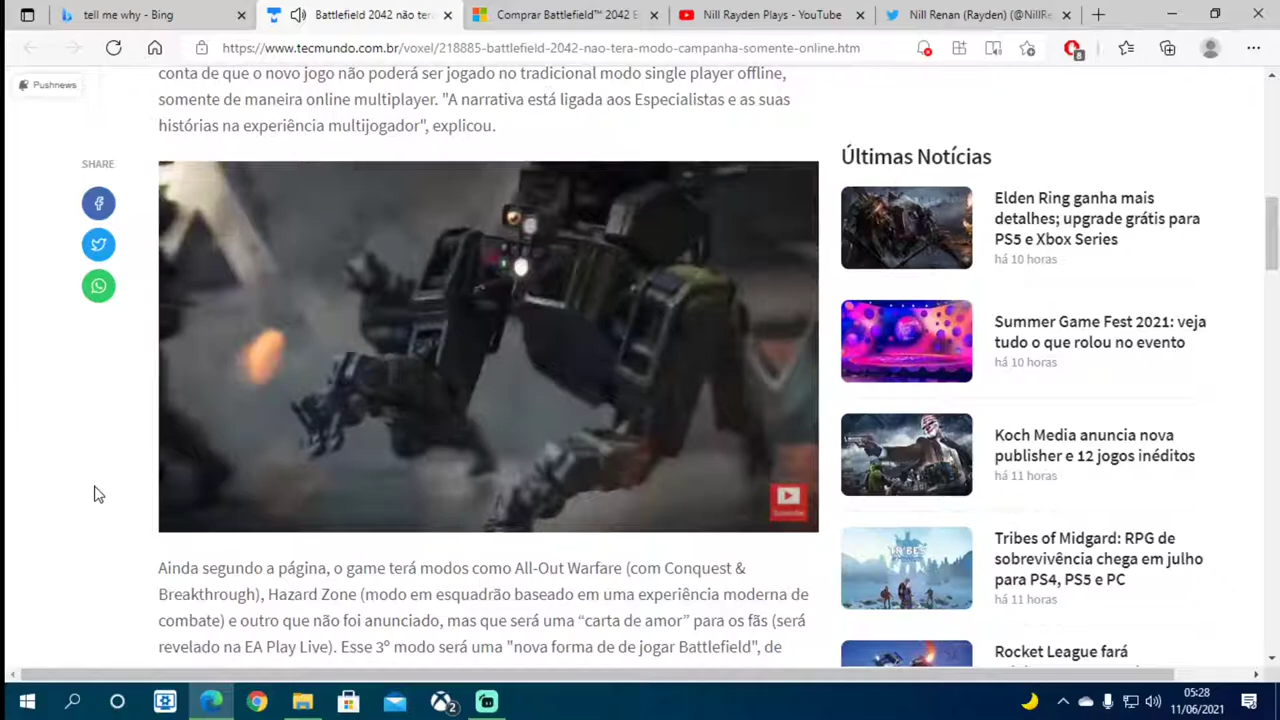 tell me why - Bing
Battlefield 2042 não tera
Comprar Battlefield™ 2042 E
Nill Rayden Plays - YouTube
Nill Renan (Rayden) (@NillRe
https://www.tecmundo.com.br/voxel/218885-battlefield-2042-nao-tera-modo-campanha-somente-online.htm
8
Pushnews
conta de que o novo jogo não poderá ser jogado no tradicional modo single player offline,
somente de maneira online multiplayer. "A narrativa está ligada aos Especialistas e as suas
histórias na experiência multijogador", explicou.
SHARE
Subscribe
Ainda segundo a página, o game terá modos como All-Out Warfare (com Conquest &
Breakthrough), Hazard Zone (modo em esquadrão baseado em uma experiência moderna de
combate) e outro que não foi anunciado, mas que será uma “carta de amor” para os fãs (será
revelado na EA Play Live). Esse 3º modo será uma "nova forma de de jogar Battlefield", de
Últimas Notícias
Elden Ring ganha mais
detalhes; upgrade grátis para
PS5 e Xbox Series
há 10 horas
Summer Game Fest 2021: veja
tudo o que rolou no evento
há 10 horas
Koch Media anuncia nova
publisher e 12 jogos inéditos
há 11 horas
TRIBES
Tribes of Midgard: RPG de
sobrevivência chega em julho
para PS4, PS5 e PC
há 11 horas
Rocket League fará
2
05:28
11/06/2021